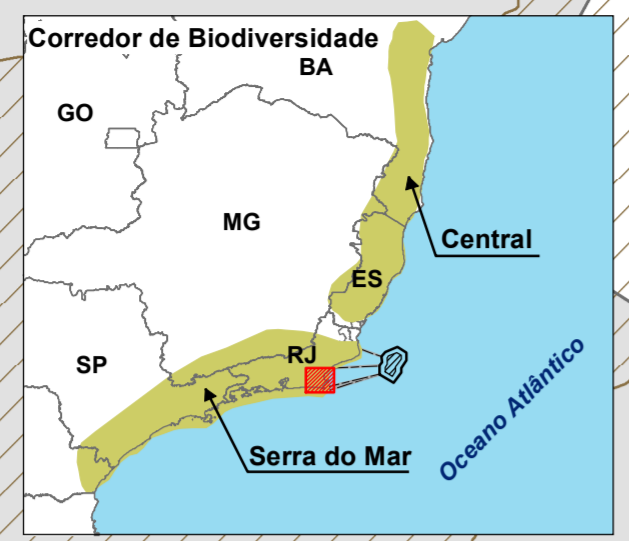 Corredor de Biodiversidade
BA
GO
MG
Central
ES
RJ
SP
Oceano Atlântico
Serra do Mar